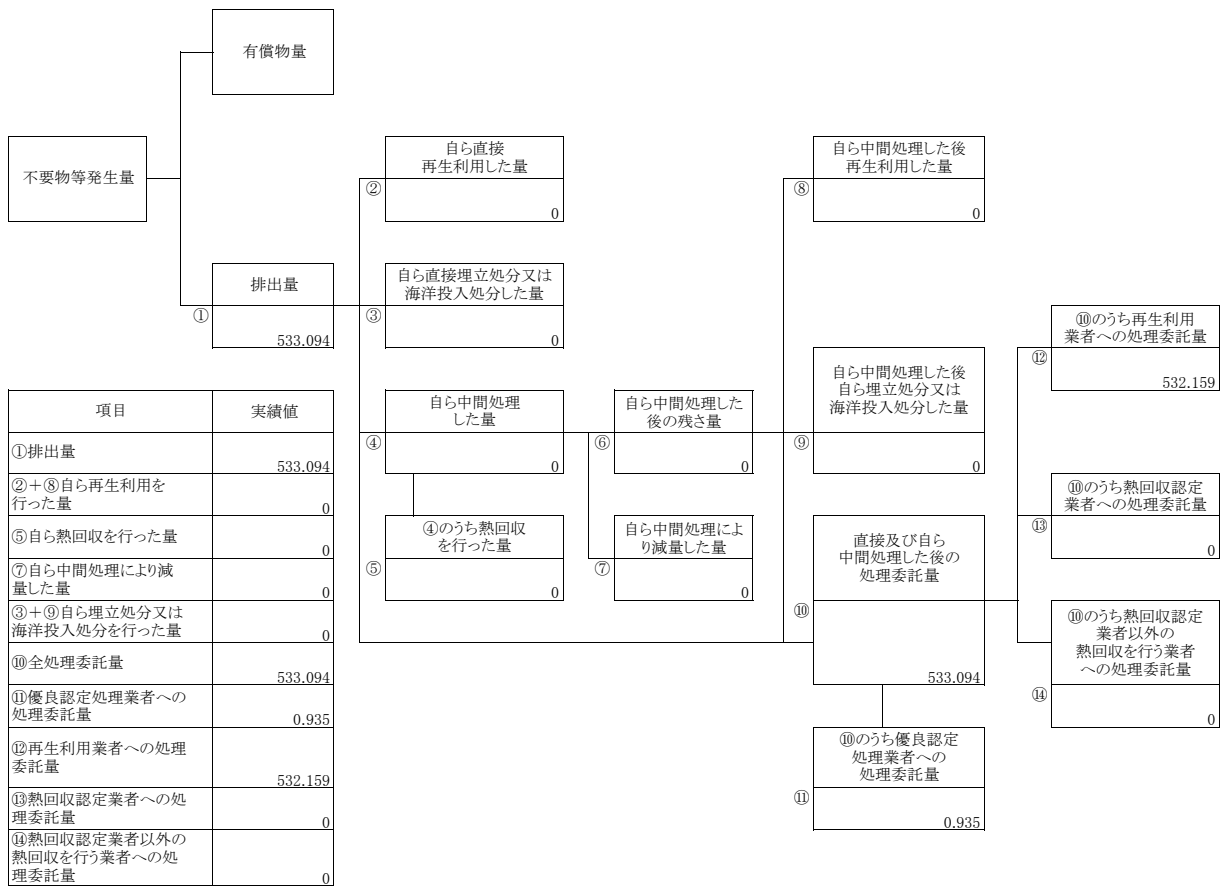 有償物量
不要物等発生量
自ら直接
再生利用した量
②
0
自ら中間処理した後
再生利用した量
⑧
0
排出量
①
533.094
自ら直接埋立処分又は
海洋投入処分した量
③
0
⑩のうち再生利用
業者への処理委託量
⑫
532.159
自ら中間処理
した量
④
0
自ら中間処理した
後の残さ量
⑥
0
自ら中間処理した後
自ら埋立処分又は
海洋投入処分した量
⑨
0
⑩のうち熱回収認定
業者への処理委託量
⑬
0
④のうち熱回収
を行った量
⑤
0
自ら中間処理によ
り減量した量
⑦
0
直接及び自ら
中間処理した後の
処理委託量
⑩
533.094
⑩のうち熱回収認定
業者以外の
熱回収を行う業者
への処理委託量
⑭
0
⑩のうち優良認定
処理業者への
処理委託量
⑪
0.935
項目 実績値
①排出量
533.094
②＋⑧自ら再生利用を
行った量
0
⑤自ら熱回収を行った量
0
⑦自ら中間処理により減
量した量
0
③＋⑨自ら埋立処分又は
海洋投入処分を行った量
0
⑩全処理委託量
533.094
⑪優良認定処理業者への
処理委託量
0.935
⑫再生利用業者への処理
委託量
532.159
⑬熱回収認定業者への処
理委託量
0
⑭熱回収認定業者以外の
熱回収を行う業者への処
理委託量
0